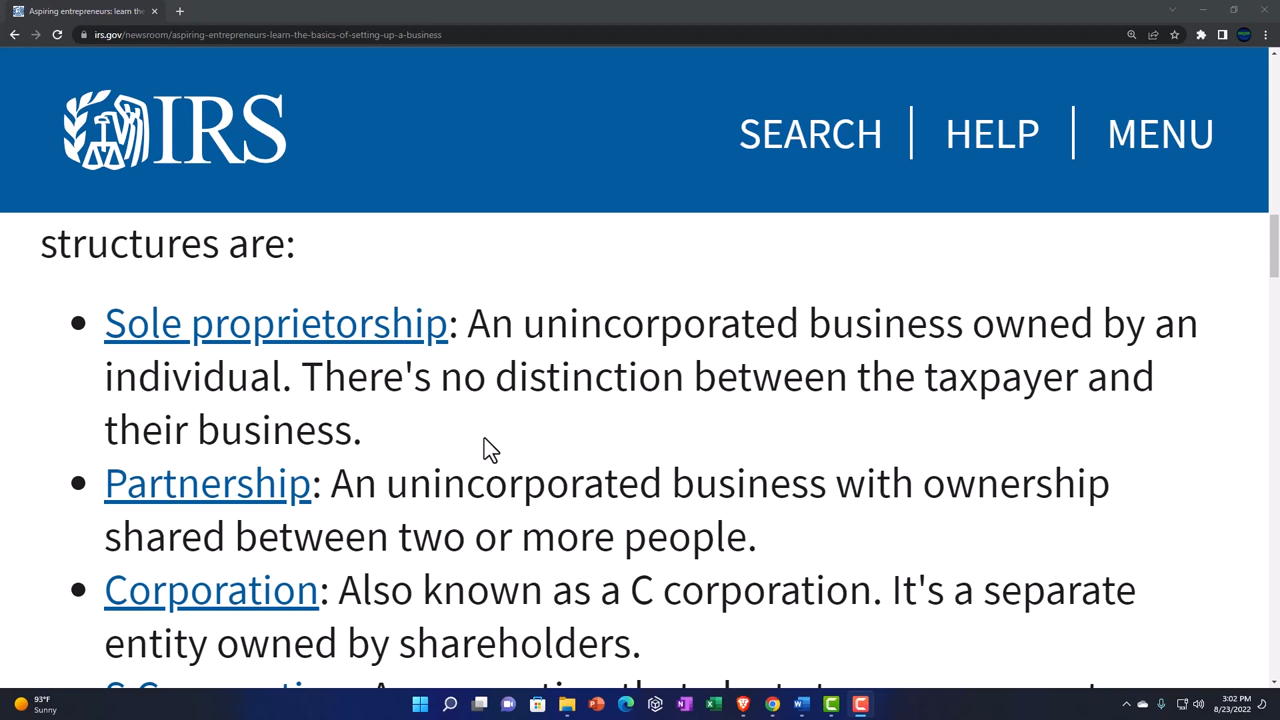 Aspiring entrepreneurs: learn the
irs.gov/newsroom/aspiring-entrepreneurs-learn-the-basics-of-setting-up-a-business
IRS
SEARCH
HELP
MENU
structures are:
Sole proprietorship: An unincorporated business owned by an
individual. There's no distinction between the taxpayer and
their business.
Partnership: An unincorporated business with ownership
shared between two or more people.
Corporation: Also known as a C corporation. It's a separate
entity owned by shareholders.
93°F
Sunny
3:02 PM
8/23/2022